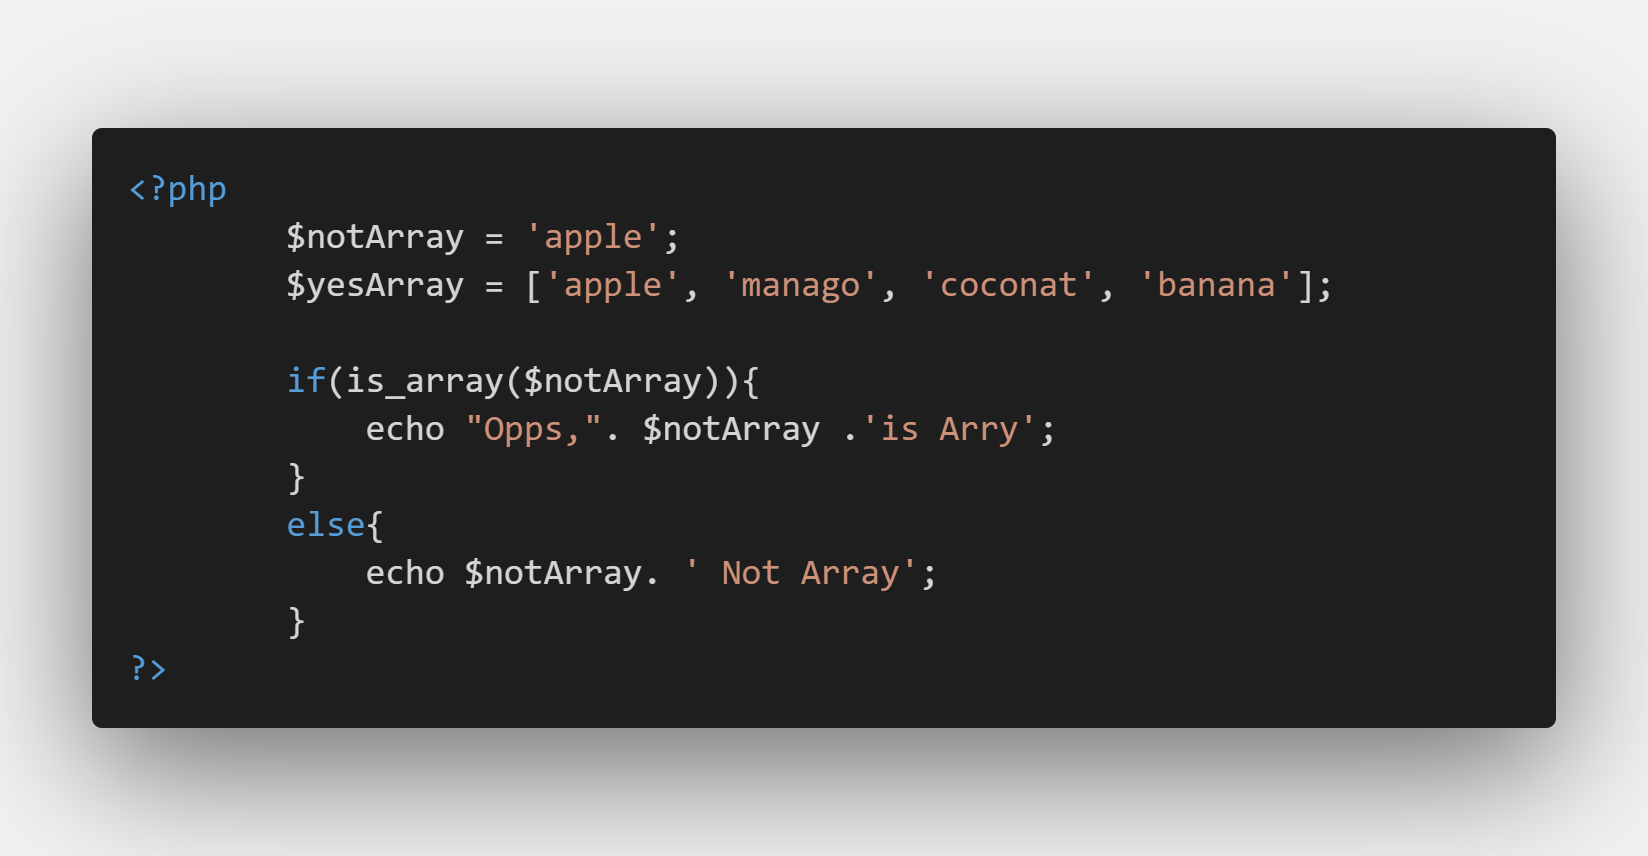 <?php
$notArray = 'apple';
$yesArray = ['apple', 'manago', 'coconat', 'banana'];
if(is_array($notArray)){
echo "Opps,". $notArray .'is Arry';
}
else{
echo $notArray. ' Not Array';
}
?>